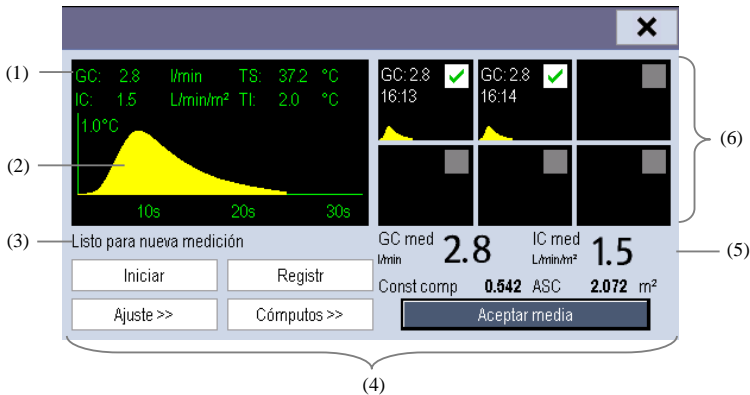 (1)
GC: 2.8 l/min TS: 37.2 °C
IC: 1.5 L/min/m² TI: 2.0 °C
1.0°C
(2)
10s 20s 30s
GC: 2.8
16:13
GC: 2.8
16:14
(6)
(3)
Listo para nueva medición
Iniciar Registr
Ajuste >> Cómputos >>
GC med
l/min
2.8
IC med
L/min/m²
1.5
(5)
Const comp 0.542 ASC 2.072 m²
Aceptar media
(4)